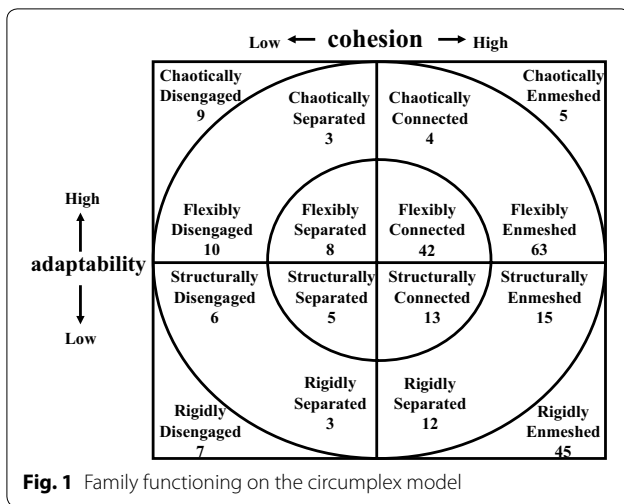 Low ← cohesion → High
Chaotically Disengaged 9
Chaotically Separated 3
Chaotically Connected 4
Chaotically Enmeshed 5
High
adaptability
Low
Flexibly Disengaged 10
Flexibly Separated 8
Flexibly Connected 42
Flexibly Enmeshed 63
Structurally Disengaged 6
Structurally Separated 5
Structurally Connected 13
Structurally Enmeshed 15
Rigidly Disengaged 7
Rigidly Separated 3
Rigidly Separated 12
Rigidly Enmeshed 45
Fig. 1 Family functioning on the circumplex model